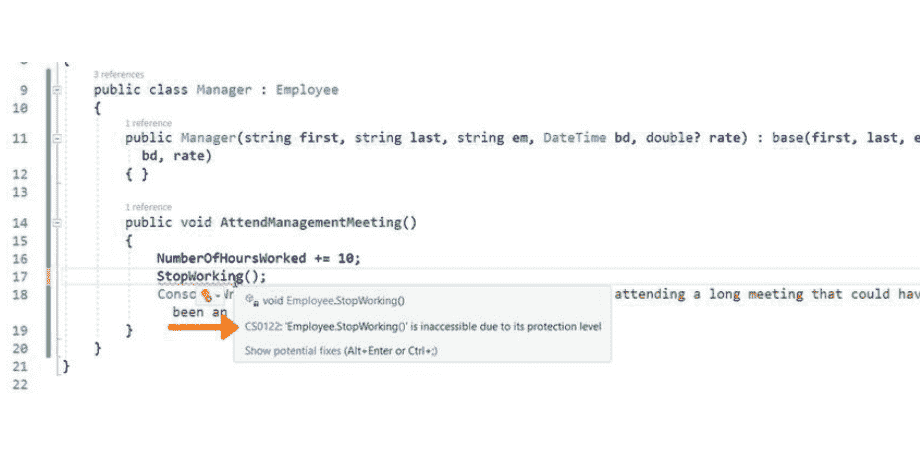 8 {
3 references
9 public class Manager : Employee
10 {
1 reference
11 public Manager(string first, string last, string em, DateTime bd, double? rate) : base(first, last, e
bd, rate)
12 { }
13
1 reference
14 public void AttendManagementMeeting()
15 {
16 NumberOfHoursWorked += 10;
17 StopWorking();
18 Conso attending a long meeting that could hav
been an
void Employee.StopWorking()
CS0122: 'Employee.StopWorking()' is inaccessible due to its protection level
Show potential fixes (Alt+Enter or Ctrl+;)
19 }
20 }
21 }
22